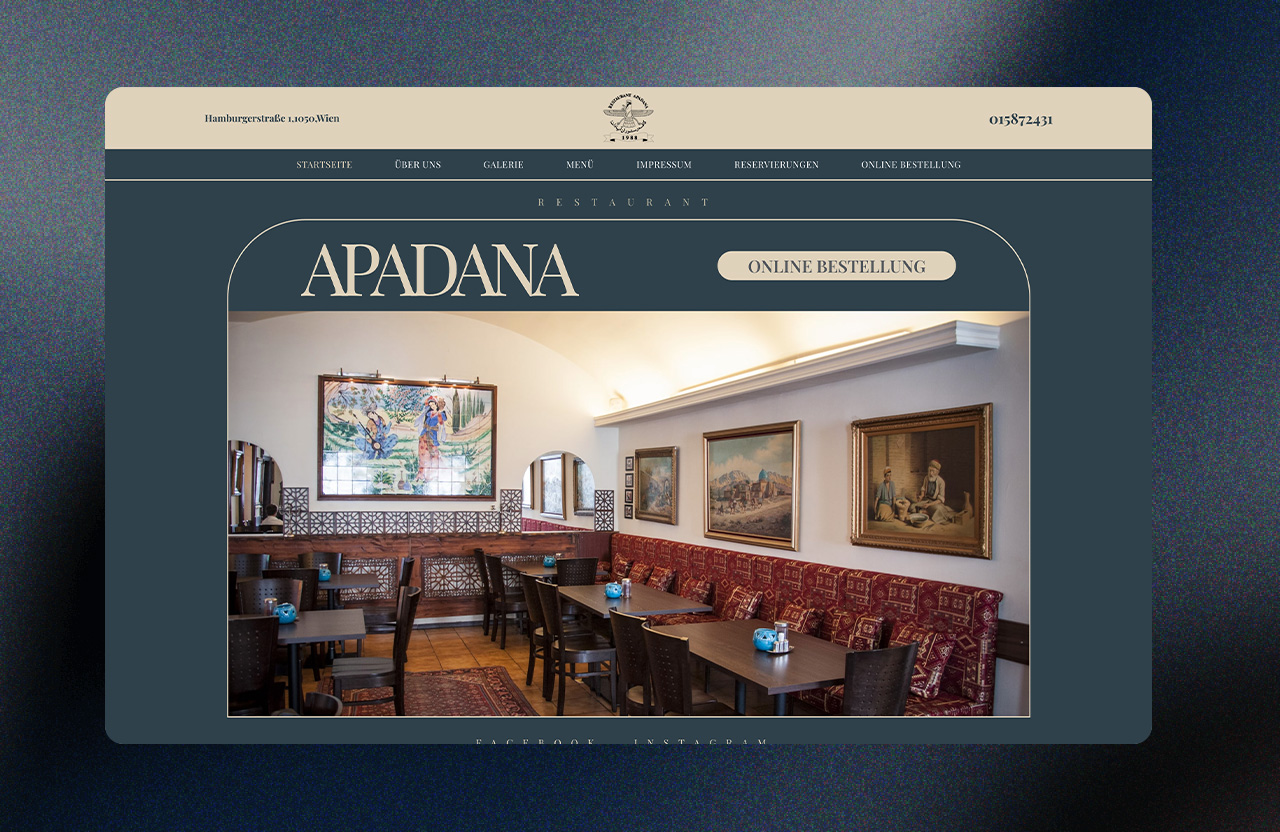 Hamburgerstraße 1,1050,Wien
RESTAURANT APADANA
1988
015872431
STARTSEITE ÜBER UNS GALERIE MENÜ IMPRESSUM RESERVIERUNGEN ONLINE BESTELLUNG
RESTAURANT
APADANA
ONLINE BESTELLUNG
FACEBOOK INSTAGRAM